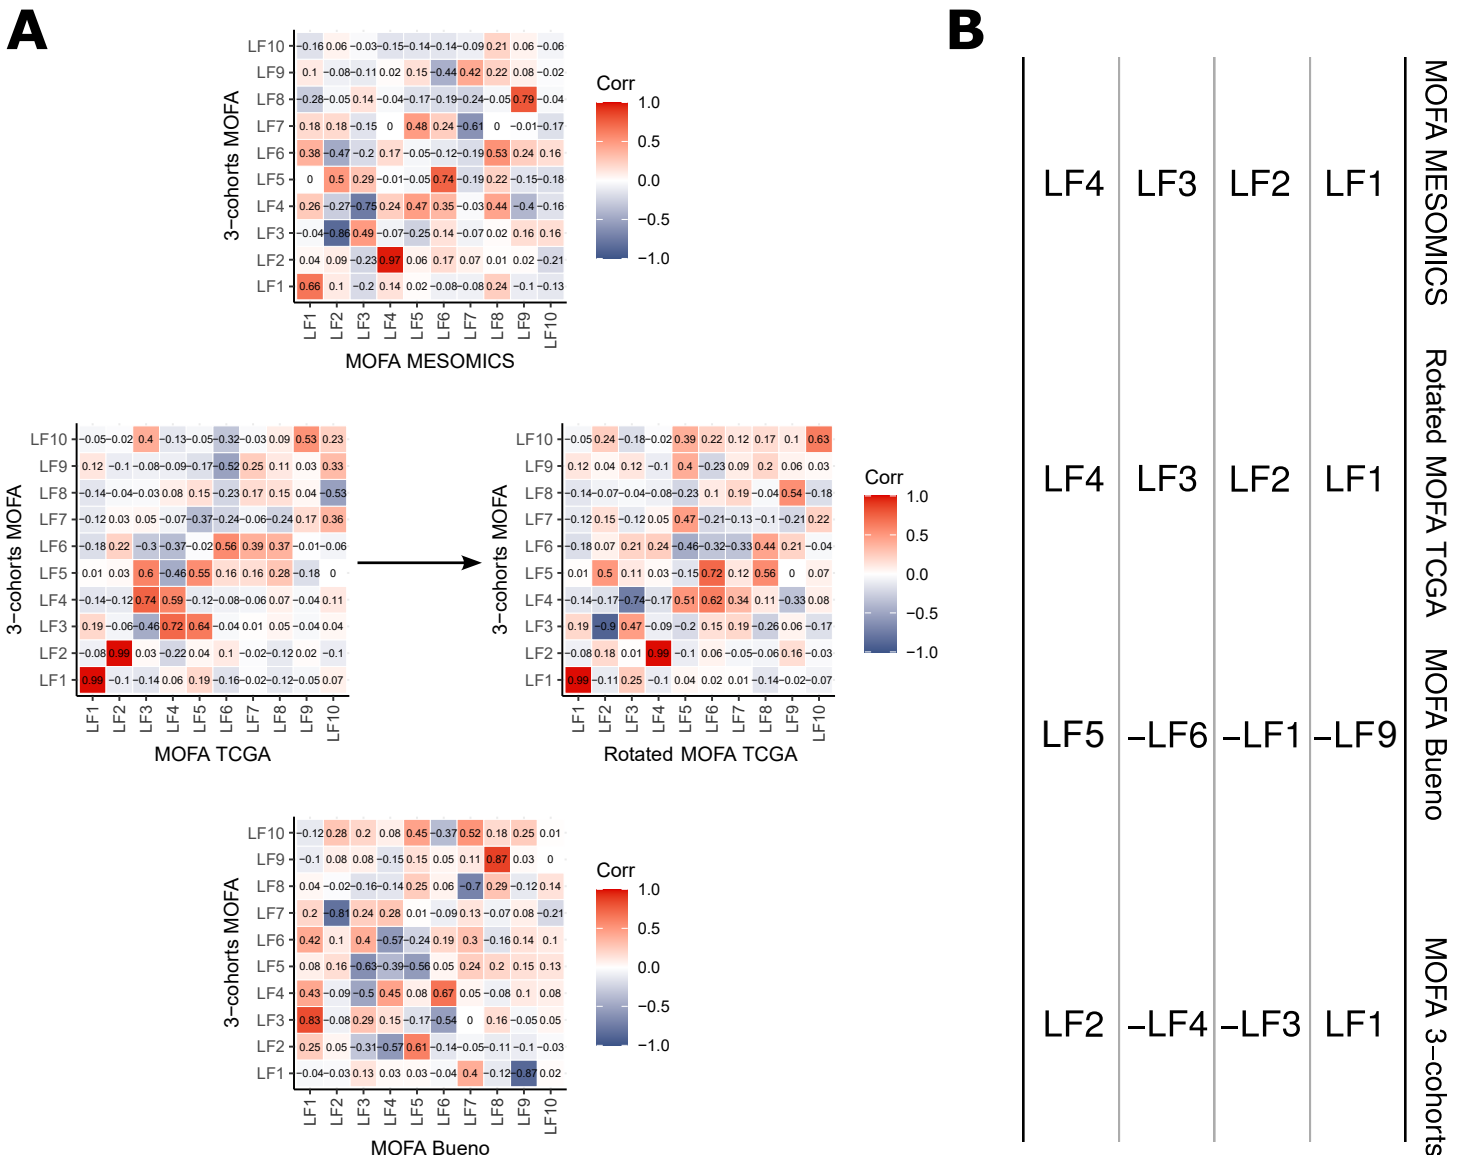 A
LF10 −0.16 0.06 −0.03 −0.15 −0.14 −0.14 −0.09 0.21 0.06 −0.06
LF9 0.1 −0.08 −0.11 0.02 0.15 −0.44 0.42 0.22 0.08 −0.02
LF8 −0.28 −0.05 0.14 −0.04 −0.17 −0.19 −0.24 −0.05 0.79 −0.04
LF7 0.18 0.18 −0.15 0 0.48 0.24 −0.61 0 −0.01 −0.17
LF6 0.38 −0.47 −0.2 0.17 −0.05 −0.12 −0.19 0.53 0.24 0.16
LF5 0 0.5 0.29 −0.01 −0.05 0.74 −0.19 0.22 −0.15 −0.18
LF4 0.26 −0.27 −0.75 0.24 0.47 0.35 −0.03 0.44 −0.4 −0.16
LF3 −0.04 −0.86 0.49 −0.07 −0.25 0.14 −0.07 0.02 0.16 0.16
LF2 0.04 0.09 −0.23 0.97 0.06 0.17 0.07 0.01 0.02 −0.21
LF1 0.66 0.1 −0.2 0.14 0.02 −0.08 −0.08 0.24 −0.1 −0.13
LF1 LF2 LF3 LF4 LF5 LF6 LF7 LF8 LF9 LF10
MOFA MESOMICS
3−cohorts MOFA
Corr
1.0
0.5
0.0
−0.5
−1.0
LF10 −0.05 −0.02 0.4 −0.13 −0.05 −0.32 −0.03 0.09 0.53 0.23
LF9 0.12 −0.1 −0.08 −0.09 −0.17 −0.52 0.25 0.11 0.03 0.33
LF8 −0.14 −0.04 −0.03 0.08 0.15 −0.23 0.17 0.15 0.04 −0.53
LF7 −0.12 0.03 0.05 −0.07 −0.37 −0.24 −0.06 −0.24 0.17 0.36
LF6 −0.18 0.22 −0.3 −0.37 −0.02 0.56 0.39 0.37 −0.01 −0.06
LF5 0.01 0.03 0.6 −0.46 0.55 0.16 0.16 0.28 −0.18 0
LF4 −0.14 −0.12 0.74 0.59 −0.12 −0.08 −0.06 0.07 −0.04 0.11
LF3 0.19 −0.06 −0.46 0.72 0.64 −0.04 0.01 0.05 −0.04 0.04
LF2 −0.08 0.99 0.03 −0.22 0.04 0.1 −0.02 −0.12 0.02 −0.1
LF1 0.99 −0.1 −0.14 0.06 0.19 −0.16 −0.02 −0.12 −0.05 0.07
LF1 LF2 LF3 LF4 LF5 LF6 LF7 LF8 LF9 LF10
MOFA TCGA
3−cohorts MOFA
LF10 −0.05 0.24 −0.18 −0.02 0.39 0.22 0.12 0.17 0.1 0.63
LF9 0.12 0.04 0.12 −0.1 0.4 −0.23 0.09 0.2 0.06 0.03
LF8 −0.14 −0.07 −0.04 −0.08 −0.23 0.1 0.19 −0.04 0.54 −0.18
LF7 −0.12 0.15 −0.12 0.05 0.47 −0.21 −0.13 −0.1 −0.21 0.22
LF6 −0.18 0.07 0.21 0.24 −0.46 −0.32 −0.33 0.44 0.21 −0.04
LF5 0.01 0.5 0.11 0.03 −0.15 0.72 0.12 0.56 0 0.07
LF4 −0.14 −0.17 −0.74 −0.17 0.51 0.62 0.34 0.11 −0.33 0.08
LF3 0.19 −0.9 0.47 −0.09 −0.2 0.15 0.19 −0.26 0.06 −0.17
LF2 −0.08 0.18 0.01 0.99 −0.1 0.06 −0.05 −0.06 0.16 −0.03
LF1 0.99 −0.11 0.25 −0.1 0.04 0.02 0.01 −0.14 −0.02 −0.07
LF1 LF2 LF3 LF4 LF5 LF6 LF7 LF8 LF9 LF10
Rotated MOFA TCGA
3−cohorts MOFA
Corr
1.0
0.5
0.0
−0.5
−1.0
LF10 −0.12 0.28 0.2 0.08 0.45 −0.37 0.52 0.18 0.25 0.01
LF9 −0.1 0.08 0.08 −0.15 0.15 0.05 0.11 0.87 0.03 0
LF8 0.04 −0.02 −0.16 −0.14 0.25 0.06 −0.7 0.29 −0.12 0.14
LF7 0.2 −0.81 0.24 0.28 0.01 −0.09 0.13 −0.07 0.08 −0.21
LF6 0.42 0.1 0.4 −0.57 −0.24 0.19 0.3 −0.16 0.14 0.1
LF5 0.08 0.16 −0.63 −0.39 −0.56 0.05 0.24 0.2 0.15 0.13
LF4 0.43 −0.09 −0.5 0.45 0.08 0.67 0.05 −0.08 0.1 0.08
LF3 0.83 −0.08 0.29 0.15 −0.17 −0.54 0 0.16 −0.05 0.05
LF2 0.25 0.05 −0.31 −0.57 0.61 −0.14 −0.05 −0.11 −0.1 −0.03
LF1 −0.04 −0.03 0.13 0.03 0.03 −0.04 0.4 −0.12 −0.87 0.02
LF1 LF2 LF3 LF4 LF5 LF6 LF7 LF8 LF9 LF10
MOFA Bueno
3−cohorts MOFA
Corr
1.0
0.5
0.0
−0.5
−1.0
B
LF4 LF3 LF2 LF1
MOFA MESOMICS
LF4 LF3 LF2 LF1
Rotated MOFA TCGA
LF5 −LF6 −LF1 −LF9
MOFA Bueno
LF2 −LF4 −LF3 LF1
MOFA 3−cohorts